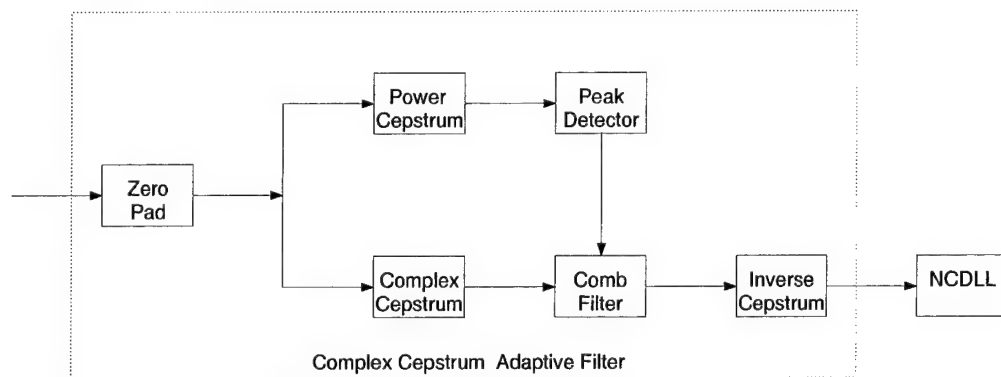 Power
Cepstrum
Peak
Detector
Zero
Pad
Complex
Cepstrum
Comb
Filter
Inverse
Cepstrum
NCDLL
Complex Cepstrum Adaptive Filter